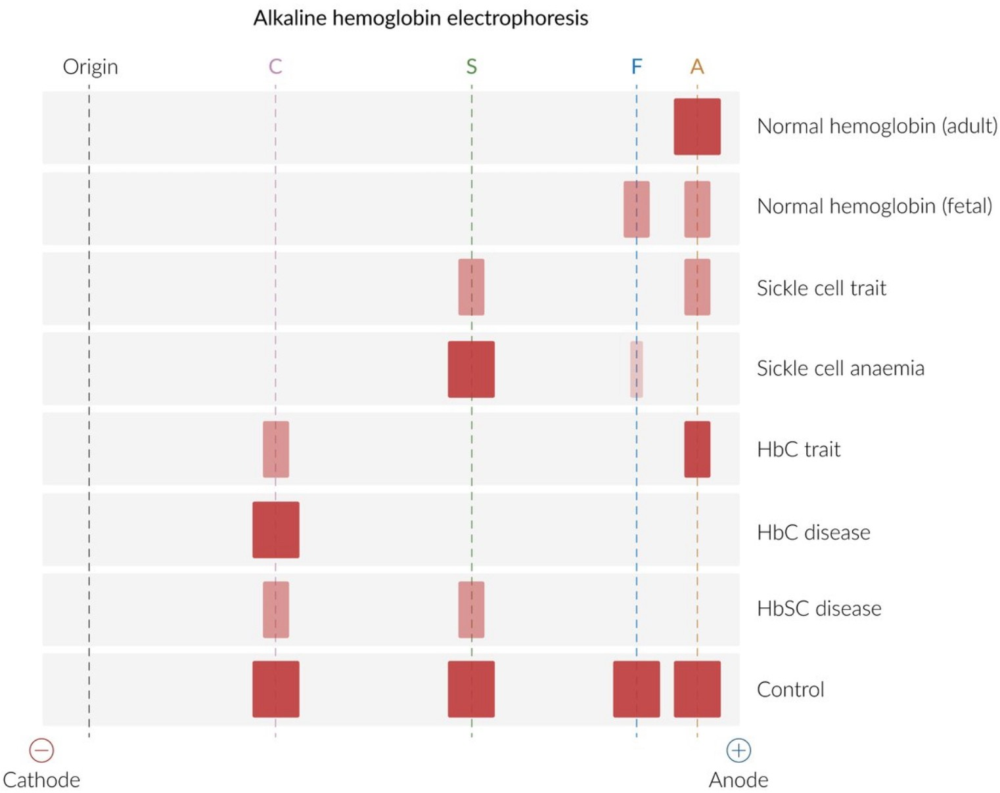 Alkaline hemoglobin electrophoresis
Origin C S F A
Normal hemoglobin (adult)
Normal hemoglobin (fetal)
Sickle cell trait
Sickle cell anaemia
HbC trait
HbC disease
HbSC disease
Control
Cathode Anode